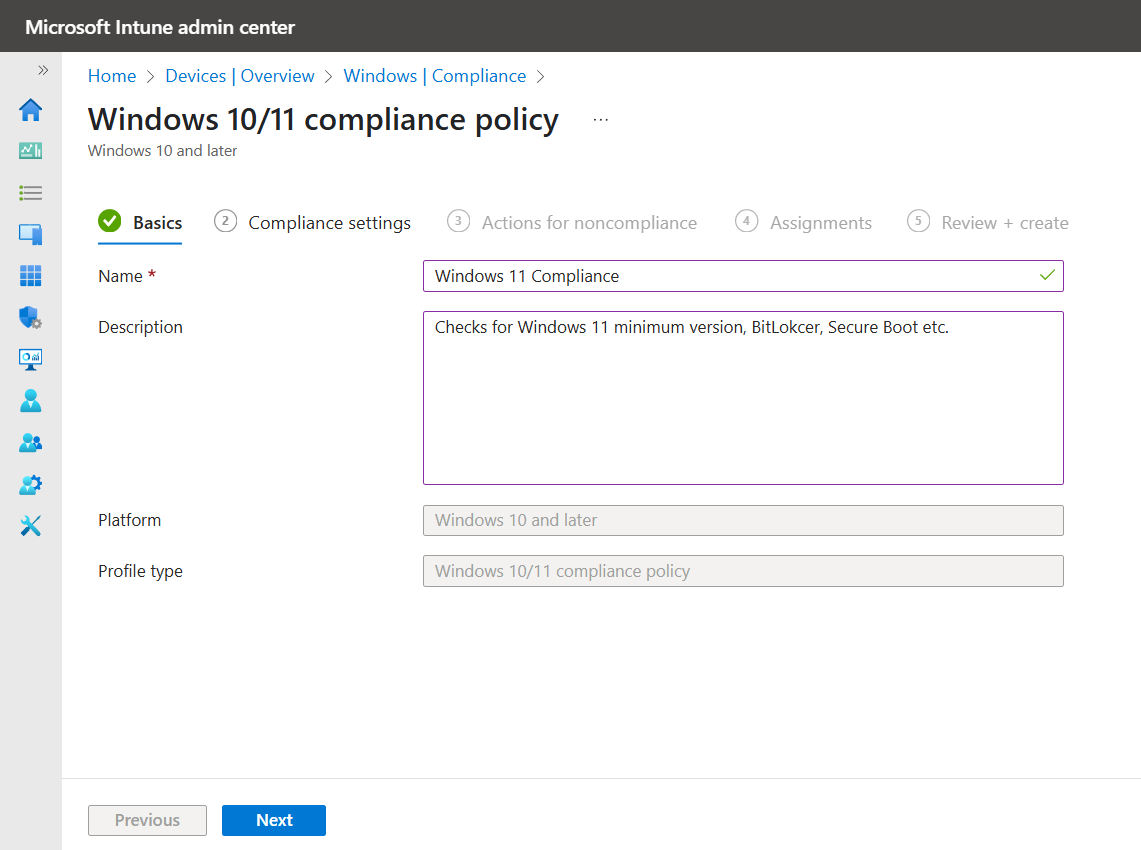 Microsoft Intune admin center
»
Home > Devices | Overview > Windows | Compliance >
Windows 10/11 compliance policy ...
Windows 10 and later
Basics 2 Compliance settings 3 Actions for noncompliance 4 Assignments 5 Review + create
Name * Windows 11 Compliance
Description Checks for Windows 11 minimum version, BitLokcer, Secure Boot etc.
Platform Windows 10 and later
Profile type Windows 10/11 compliance policy
Previous Next